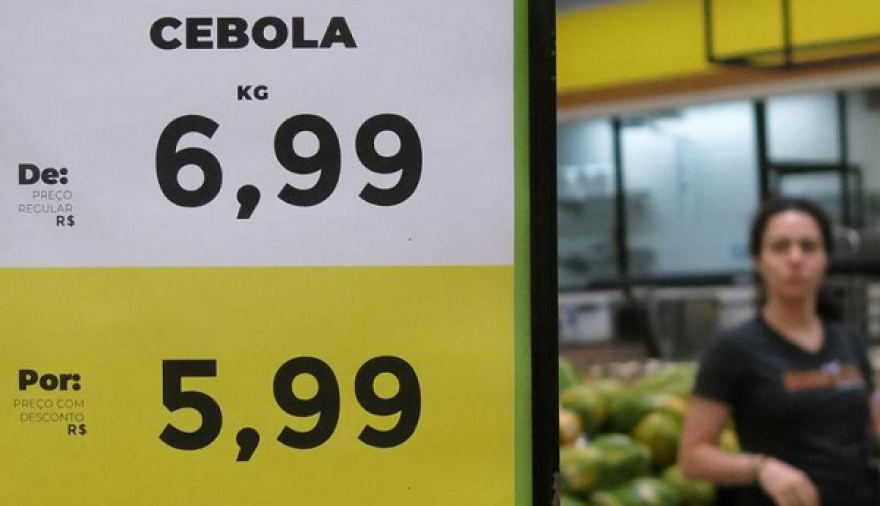 CEBOLA
KG
De:
PREÇO
REGULAR
R$
6,99
Por:
PREÇO COM
DESCONTO
R$
5,99